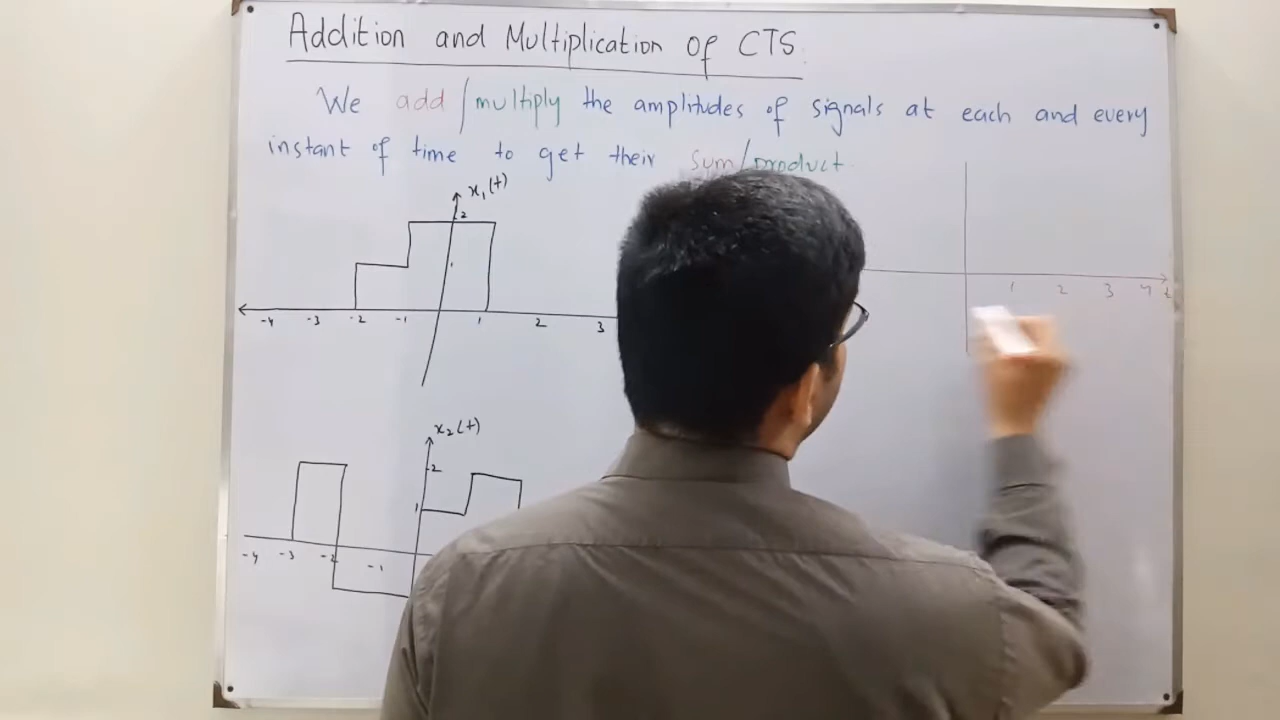 Addition and Multiplication of CTS
We add/multiply the amplitudes of signals at each and every
instant of time to get their sum/product
x₁(t)
2
1
-4 -3 -2 -1 1 2 3
1 2 3 4 t
x₂(t)
2
1
-4 -3 -2 -1